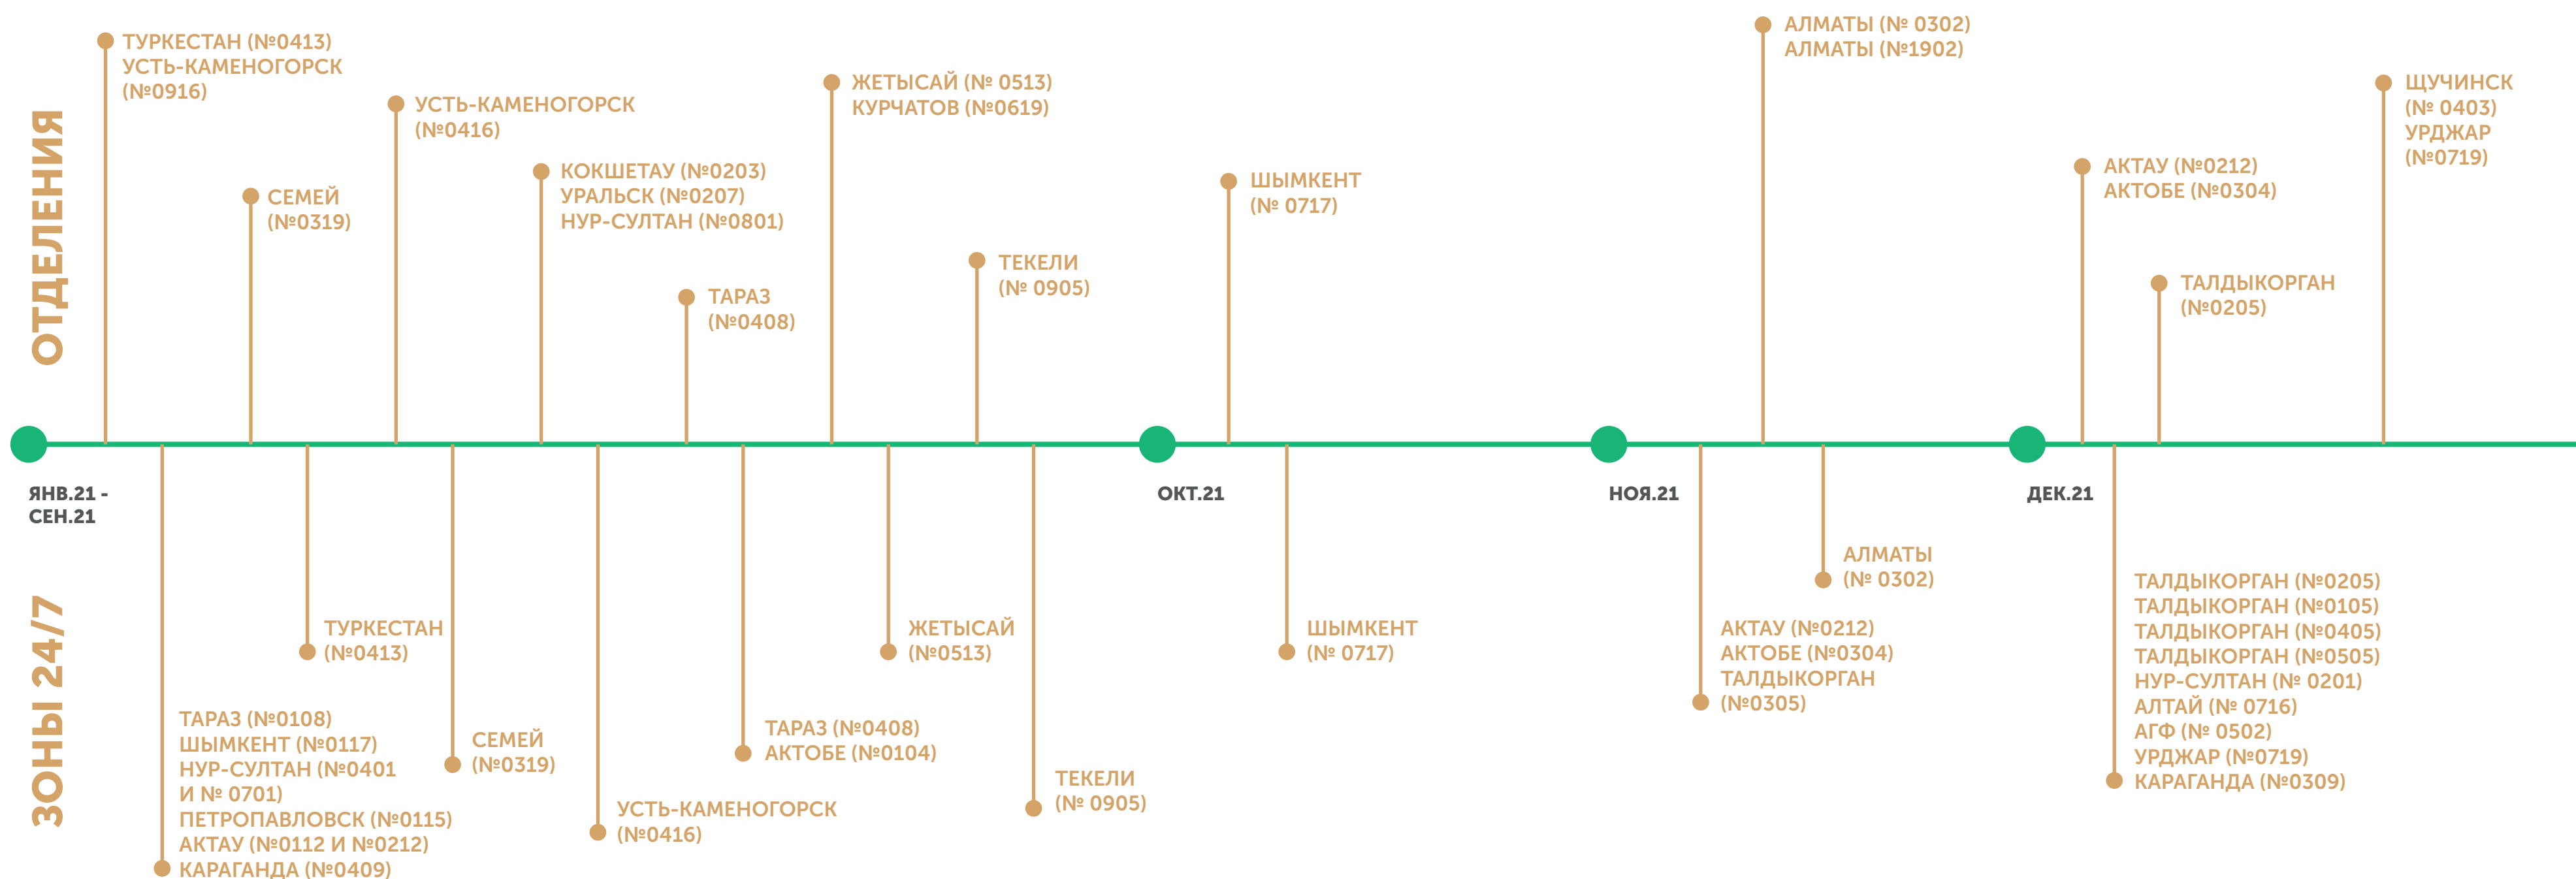 ОТДЕЛЕНИЯ
ТУРКЕСТАН (№0413)
УСТЬ-КАМЕНОГОРСК
(№0916)
СЕМЕЙ
(№0319)
УСТЬ-КАМЕНОГОРСК
(№0416)
КОКШЕТАУ (№0203)
УРАЛЬСК (№0207)
НУР-СУЛТАН (№0801)
ТАРАЗ
(№0408)
ЖЕТЫСАЙ (№ 0513)
КУРЧАТОВ (№0619)
ТЕКЕЛИ
(№ 0905)
ШЫМКЕНТ
(№ 0717)
АЛМАТЫ (№ 0302)
АЛМАТЫ (№1902)
АКТАУ (№0212)
АКТОБЕ (№0304)
ТАЛДЫКОРГАН
(№0205)
ЩУЧИНСК
(№ 0403)
УРДЖАР
(№0719)
ЯНВ.21 -
СЕН.21
ОКТ.21
НОЯ.21
ДЕК.21
ЗОНЫ 24/7
ТАРАЗ (№0108)
ШЫМКЕНТ (№0117)
НУР-СУЛТАН (№0401
И № 0701)
ПЕТРОПАВЛОВСК (№0115)
АКТАУ (№0112 И №0212)
КАРАГАНДА (№0409)
ТУРКЕСТАН
(№0413)
СЕМЕЙ
(№0319)
УСТЬ-КАМЕНОГОРСК
(№0416)
ТАРАЗ (№0408)
АКТОБЕ (№0104)
ЖЕТЫСАЙ
(№0513)
ТЕКЕЛИ
(№ 0905)
ШЫМКЕНТ
(№ 0717)
АКТАУ (№0212)
АКТОБЕ (№0304)
ТАЛДЫКОРГАН
(№0305)
АЛМАТЫ
(№ 0302)
ТАЛДЫКОРГАН (№0205)
ТАЛДЫКОРГАН (№0105)
ТАЛДЫКОРГАН (№0405)
ТАЛДЫКОРГАН (№0505)
НУР-СУЛТАН (№ 0201)
АЛТАЙ (№ 0716)
АГФ (№ 0502)
УРДЖАР (№0719)
КАРАГАНДА (№0309)